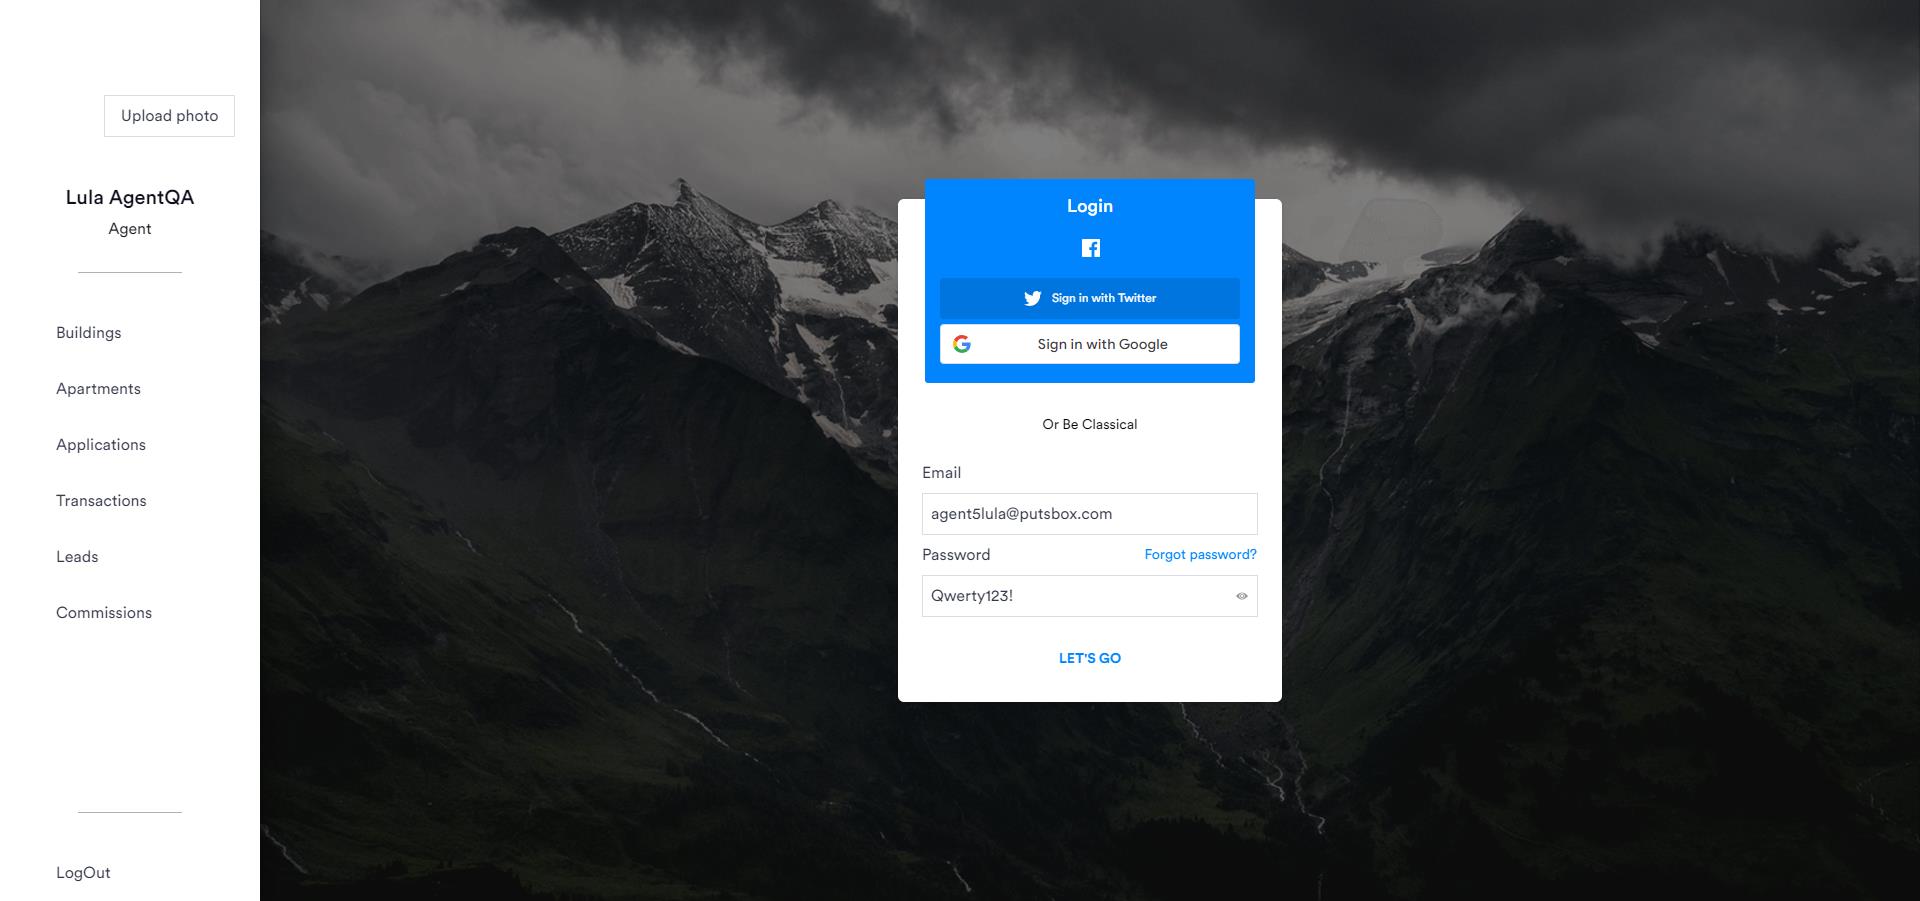 Upload photo
Lula AgentQA
Agent
Buildings
Apartments
Applications
Transactions
Leads
Commissions
LogOut
Login
Sign in with Twitter
Sign in with Google
Or Be Classical
Email
agent5lula@putsbox.com
Password Forgot password?
Qwerty123!
LET'S GO